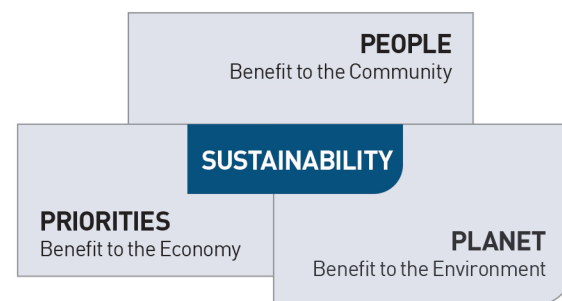 PEOPLE
Benefit to the Community
SUSTAINABILITY
PRIORITIES
Benefit to the Economy
PLANET
Benefit to the Environment